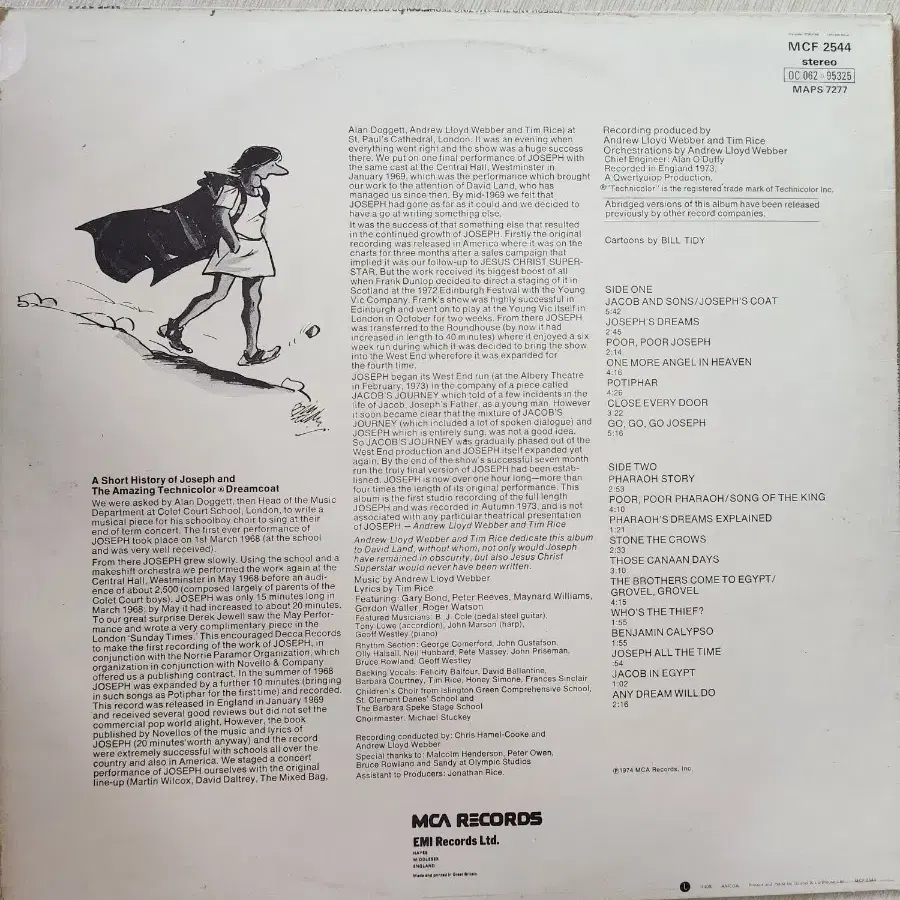 MCF 2544
stereo
OC 062 ◦ 95325
MAPS 7277
A Short History of Joseph and
The Amazing Technicolor ® Dreamcoat
We were asked by Alan Doggett, then Head of the Music
Department at Colet Court School, London, to write a
musical piece for his schoolboy choir to sing at their
end of term concert. The first ever performance of
JOSEPH took place on 1st March 1968 (at the school
and was very well received).
From there JOSEPH grew slowly. Using the school and a
makeshift orchestra we performed the work again at the
Central Hall, Westminster in May 1968 before an audi-
ence of about 2,500 (composed largely of parents of the
Colet Court boys). JOSEPH was only 15 minutes long in
March 1968; by May it had increased to about 20 minutes.
To our great surprise Derek Jewell saw the May Perfor-
mance and wrote a very complimentary piece in the
London 'Sunday Times.' This encouraged Decca Records
to make the first recording of the work of JOSEPH, in
conjunction with the Norrie Paramor Organization, which
organization in conjunction with Novello & Company
offered us a publishing contract. In the summer of 1968
JOSEPH was expanded by a further 10 minutes (bringing
in such songs as Potiphar for the first time) and recorded.
This record was released in England in January 1969
and received several good reviews but did not set the
commercial pop world alight. However, the book
published by Novellos of the music and lyrics of
JOSEPH (20 minutes' worth anyway) and the record
were extremely successful with schools all over the
country and also in America. We staged a concert
performance of JOSEPH ourselves with the original
line-up (Martin Wilcox, David Daltrey, The Mixed Bag,
Alan Doggett, Andrew Lloyd Webber and Tim Rice) at
St. Paul's Cathedral, London. It was an evening when
everything went right and the show was a huge success
there. We put on one final performance of JOSEPH with
the same cast at the Central Hall, Westminster in
January 1969, which was the performance which brought
our work to the attention of David Land, who has
managed us since then. By mid-1969 we felt that
JOSEPH had gone as far as it could and we decided to
have a go at writing something else.
It was the success of that something else that resulted
in the continued growth of JOSEPH. Firstly the original
recording was released in America where it was on the
charts for three months after a sales campaign that
implied it was our follow-up to JESUS CHRIST SUPER-
STAR. But the work received its biggest boost of all
when Frank Dunlop decided to direct a staging of it in
Scotland at the 1972 Edinburgh Festival with the Young
Vic Company. Frank's show was highly successful in
Edinburgh and went on to play at the Young Vic itself in
London in October for two weeks. From there JOSEPH
was transferred to the Roundhouse (by now it had
increased in length to 40 minutes) where it enjoyed a six
week run during which it was decided to bring the show
into the West End wherefore it was expanded for
the fourth time.
JOSEPH began its West End run (at the Albery Theatre
in February, 1973) in the company of a piece called
JACOB'S JOURNEY which told of a few incidents in the
life of Jacob, Joseph's Father, as a young man. However
it soon became clear that the mixture of JACOB'S
JOURNEY (which included a lot of spoken dialogue) and
JOSEPH which is entirely sung, was not a good idea.
So JACOB'S JOURNEY was gradually phased out of the
West End production and JOSEPH itself expanded yet
again. By the end of the show's successful seven month
run the truly final version of JOSEPH had been estab-
lished. JOSEPH is now over one hour long—more than
four times the length of its original performance. This
album is the first studio recording of the full length
JOSEPH and was recorded in Autumn 1973, and is not
associated with any particular theatrical presentation
of JOSEPH — Andrew Lloyd Webber and Tim Rice
Andrew Lloyd Webber and Tim Rice dedicate this album
to David Land, without whom, not only would Joseph
have remained in obscurity, but also Jesus Christ
Superstar would never have been written.
Music by Andrew Lloyd Webber
Lyrics by Tim Rice
Featuring: Gary Bond, Peter Reeves, Maynard Williams,
Gordon Waller, Roger Watson
Featured Musicians: B. J. Cole (pedal steel guitar),
Tony Lowe (accordion), John Marson (harp),
Geoff Westley (piano)
Rhythm Section: George Comerford, John Gustafson,
Olly Halsall, Neil Hubbard, Pete Massey, John Priseman,
Bruce Rowland, Geoff Westley
Backing Vocals: Felicity Balfour, David Ballantine,
Barbara Courtney, Tim Rice, Honey Simone, Frances Sinclair
Children's Choir from Islington Green Comprehensive School,
St. Clement Danes' School and
The Barbara Speke Stage School
Choirmaster: Michael Stuckey
Recording conducted by: Chris Hamel-Cooke and
Andrew Lloyd Webber
Special thanks to: Malcolm Henderson, Peter Owen,
Bruce Rowland and Sandy at Olympic Studios
Assistant to Producers: Jonathan Rice.
Recording produced by
Andrew Lloyd Webber and Tim Rice
Orchestrations by Andrew Lloyd Webber
Chief Engineer: Alan O'Duffy
Recorded in England 1973.
A Qwertyuiop Production.
® 'Technicolor' is the registered trade mark of Technicolor Inc.
Abridged versions of this album have been released
previously by other record companies.
Cartoons by BILL TIDY
SIDE ONE
JACOB AND SONS/JOSEPH'S COAT
5:42
JOSEPH'S DREAMS
2:45
POOR, POOR JOSEPH
2:14
ONE MORE ANGEL IN HEAVEN
4:16
POTIPHAR
4:26
CLOSE EVERY DOOR
3:22
GO, GO, GO JOSEPH
5:16
SIDE TWO
PHARAOH STORY
2:53
POOR, POOR PHARAOH/SONG OF THE KING
4:10
PHARAOH'S DREAMS EXPLAINED
1:21
STONE THE CROWS
2:33
THOSE CANAAN DAYS
3:10
THE BROTHERS COME TO EGYPT/
GROVEL, GROVEL
4:15
WHO'S THE THIEF?
1:55
BENJAMIN CALYPSO
1:55
JOSEPH ALL THE TIME
:54
JACOB IN EGYPT
1:02
ANY DREAM WILL DO
2:16
℗1974 MCA Records, Inc.
MCA RECORDS
EMI Records Ltd.
HAYES
MIDDLESEX
ENGLAND
Made and printed in Great Britain
MCF 2544